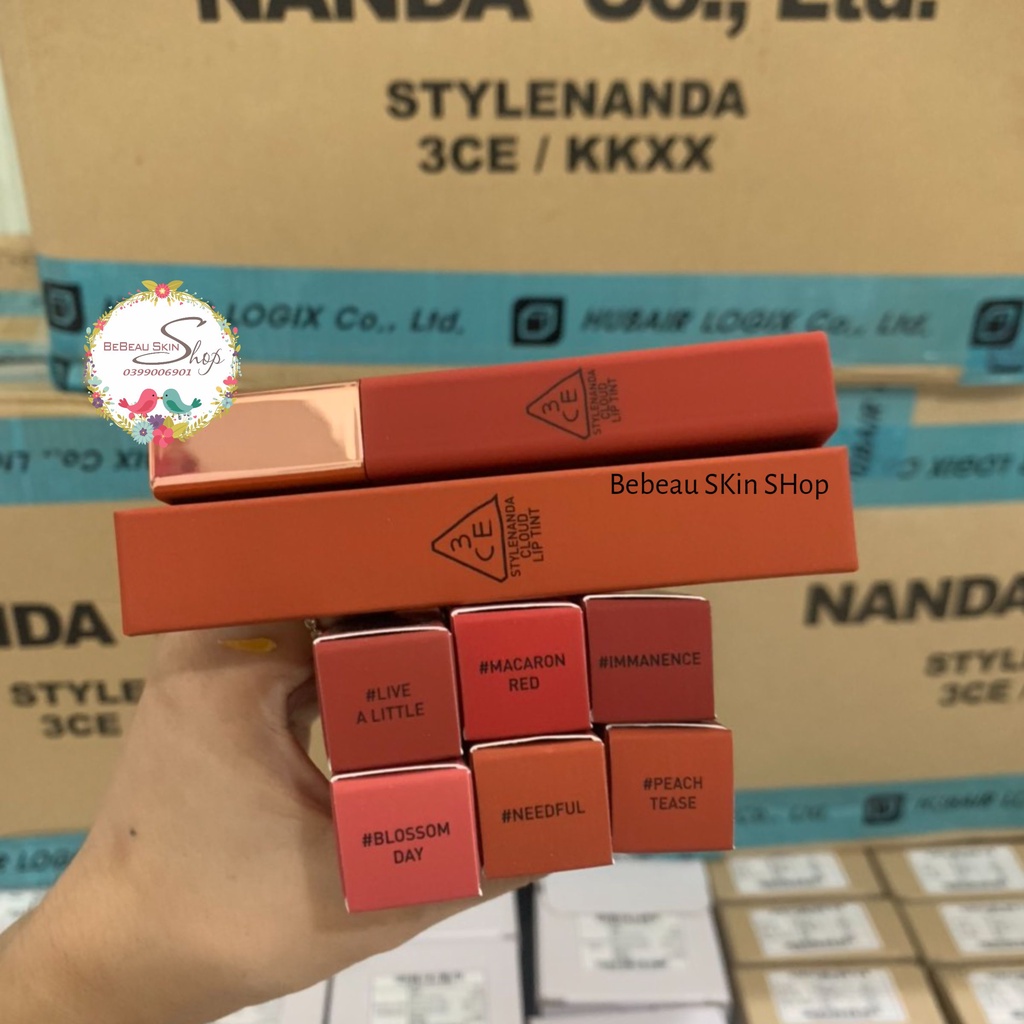 NANDA Co., Ltd.
STYLENANDA
3CE / KKXX
LOGIX Co., Ltd.
HUBAIR LOGIX Co., Ltd.
BEBEAU SKIN Shop
0399006901
3CE
STYLENANDA
CLOUD
LIP TINT
Bebeau SKin SHop
3CE
STYLENANDA
CLOUD
LIP TINT
NANDA
STYLE
3CE
#LIVE
A LITTLE
#MACARON
RED
#IMMANENCE
#BLOSSOM
DAY
#NEEDFUL
#PEACH
TEASE